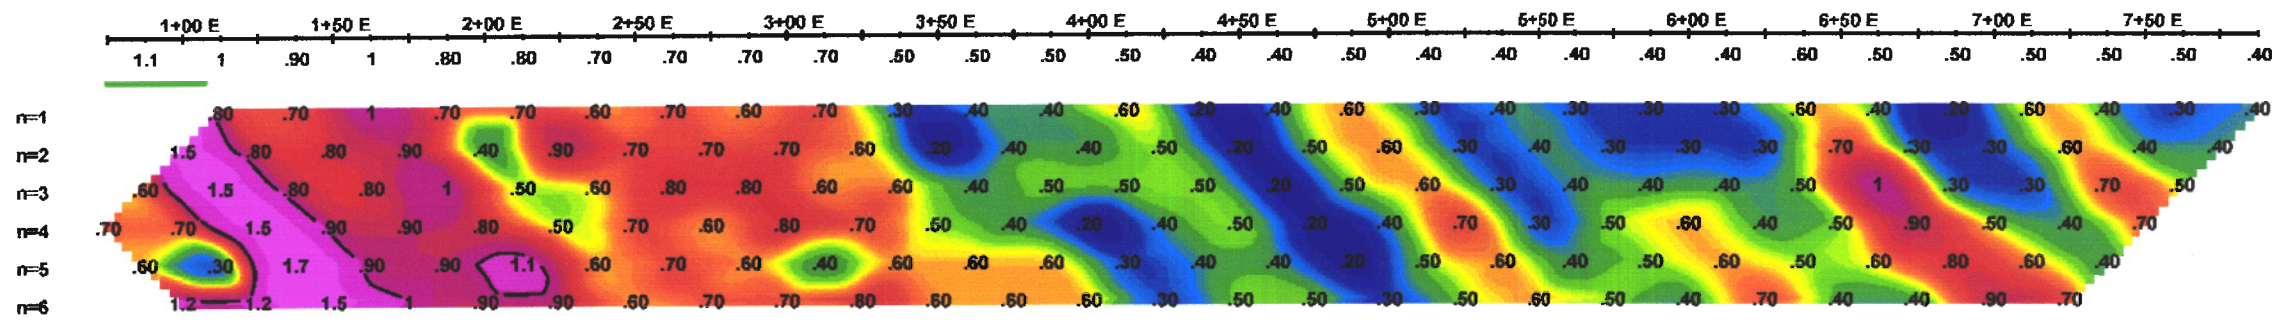 1+00 E 1+50 E 2+00 E 2+50 E 3+00 E 3+50 E 4+00 E 4+50 E 5+00 E 5+50 E 6+00 E 6+50 E 7+00 E 7+50 E
1.1 1 .90 1 .80 .80 .70 .70 .70 .70 .50 .50 .50 .50 .40 .40 .50 .40 .40 .40 .40 .40 .60 .50 .50 .50 .50 .50 .40
n=1 .80 .70 1 .70 .70 .60 .70 .60 .70 .30 .40 .40 .60 .20 .40 .60 .40 .30 .40 .30 .30 .30 .60 .40 .20 .30 .60 .40 .30 .40
n=2 1.5 .80 .80 .90 .40 .90 .70 .70 .70 .60 .20 .40 .40 .50 .20 .50 .60 .30 .40 .30 .30 .30 .70 .30 .30 .60 .40 .40
n=3 .60 1.5 .80 .80 1 .50 .60 .80 .80 .60 .60 .40 .50 .50 .50 .20 .50 .60 .30 .40 .40 .40 .50 1 .30 .30 .70 .50
n=4 .70 .70 1.5 .90 .90 .80 .50 .70 .60 .80 .70 .50 .40 .20 .40 .50 .20 .40 .70 .30 .50 .60 .40 .50 .90 .50 .40 .70
n=5 .60 .30 1.7 .90 .90 1.1 .60 .70 .60 .40 .60 .60 .60 .30 .40 .40 .20 .50 .60 .40 .50 .60 .50 .60 .80 .60 .40
n=6 1.2 1.2 1.5 1 .90 .90 .60 .70 .70 .90 .60 .60 .60 .30 .50 .50 .30 .50 .60 .50 .40 .70 .40 .40 .90 .70